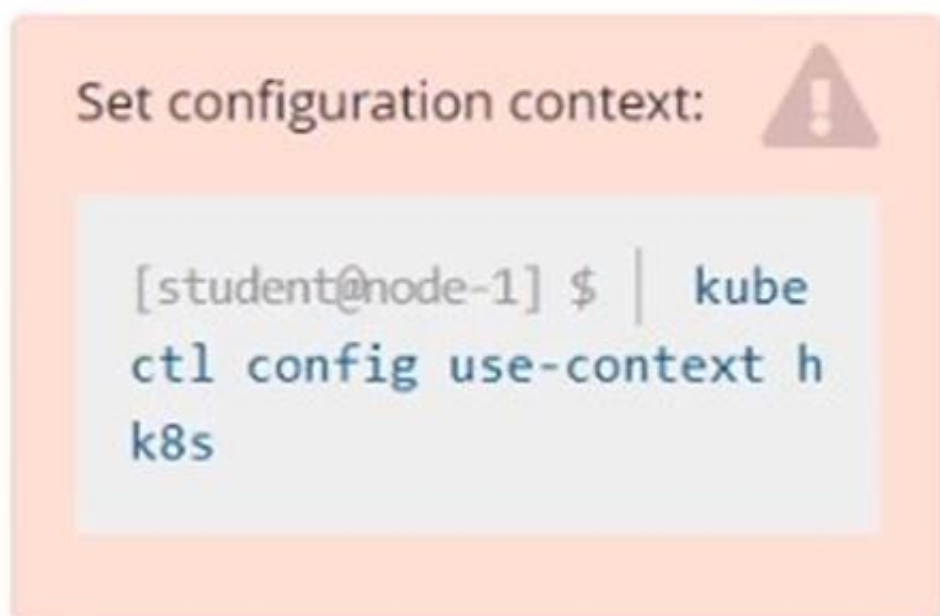 Set configuration context:
[student@node-1] $ | kube
ctl config use-context h
k8s